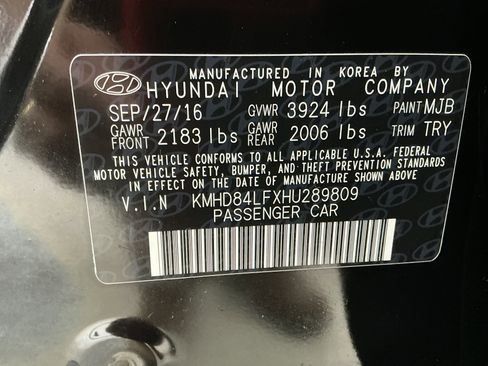 MANUFACTURED IN KOREA BY
HYUNDAI MOTOR COMPANY
SEP/27/16 GVWR 3924 lbs PAINT MJB
GAWR FRONT 2183 lbs GAWR REAR 2006 lbs TRIM TRY
THIS VEHICLE CONFORMS TO ALL APPLICABLE U.S.A. FEDERAL
MOTOR VEHICLE SAFETY, BUMPER, AND THEFT PREVENTION STANDARDS
IN EFFECT ON THE DATE OF MANUFACTURE SHOWN ABOVE.
V.I.N KMHD84LFXHU289809
PASSENGER CAR